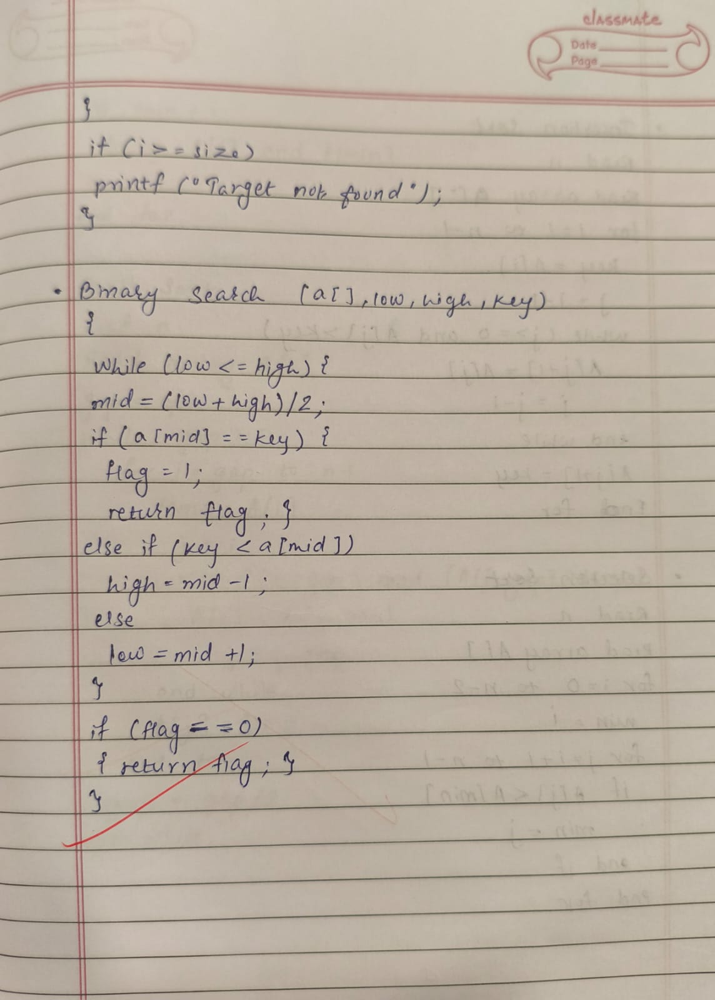 classmate
Date
Page
}
if (i>=size)
printf ("Target not found");
}
• Binary Search (a[], low, high, key)
{
while (low <= high) {
mid = (low + high)/2;
if (a[mid] == key) {
flag = 1;
return flag; }
else if (key < a[mid])
high = mid -1;
else
low = mid +1;
}
if (flag = =0)
{ return flag; }
}